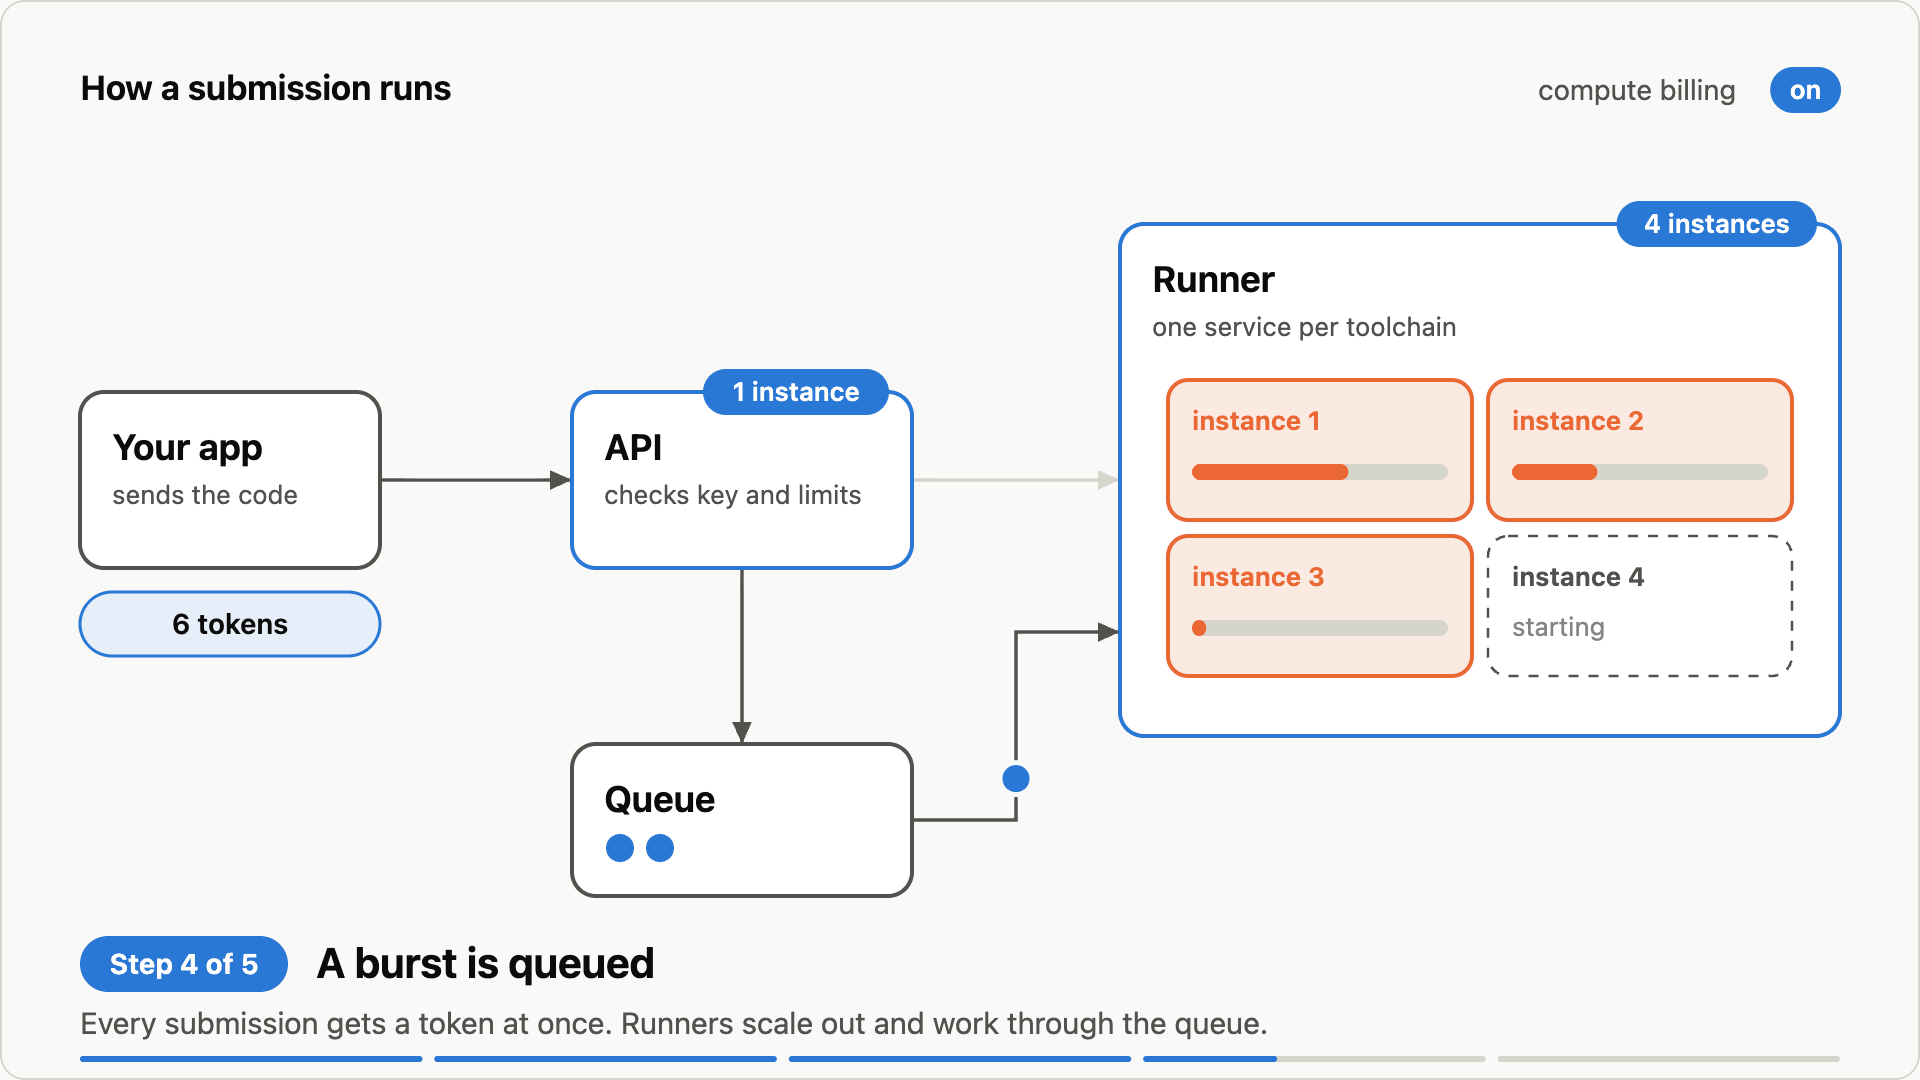 How a submission runs
compute billing
on
4 instances
Runner
one service per toolchain
1 instance
instance 1
instance 2
Your app
sends the code
API
checks key and limits
instance 3
instance 4
starting
6 tokens
Queue
Step 4 of 5
A burst is queued
Every submission gets a token at once. Runners scale out and work through the queue.